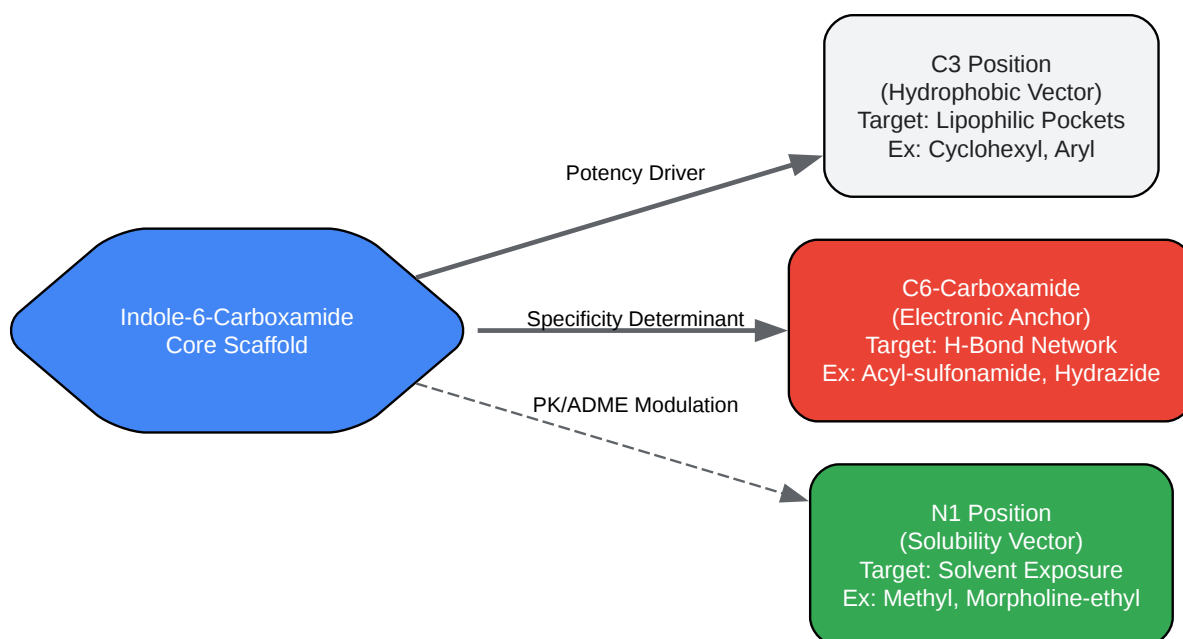 Indole-6-Carboxamide
Core Scaffold
Potency Driver
C3 Position
(Hydrophobic Vector)
Target: Lipophilic Pockets
Ex: Cyclohexyl, Aryl
Specificity Determinant
C6-Carboxamide
(Electronic Anchor)
Target: H-Bond Network
Ex: Acyl-sulfonamide, Hydrazide
PK/ADME Modulation
N1 Position
(Solubility Vector)
Target: Solvent Exposure
Ex: Methyl, Morpholine-ethyl